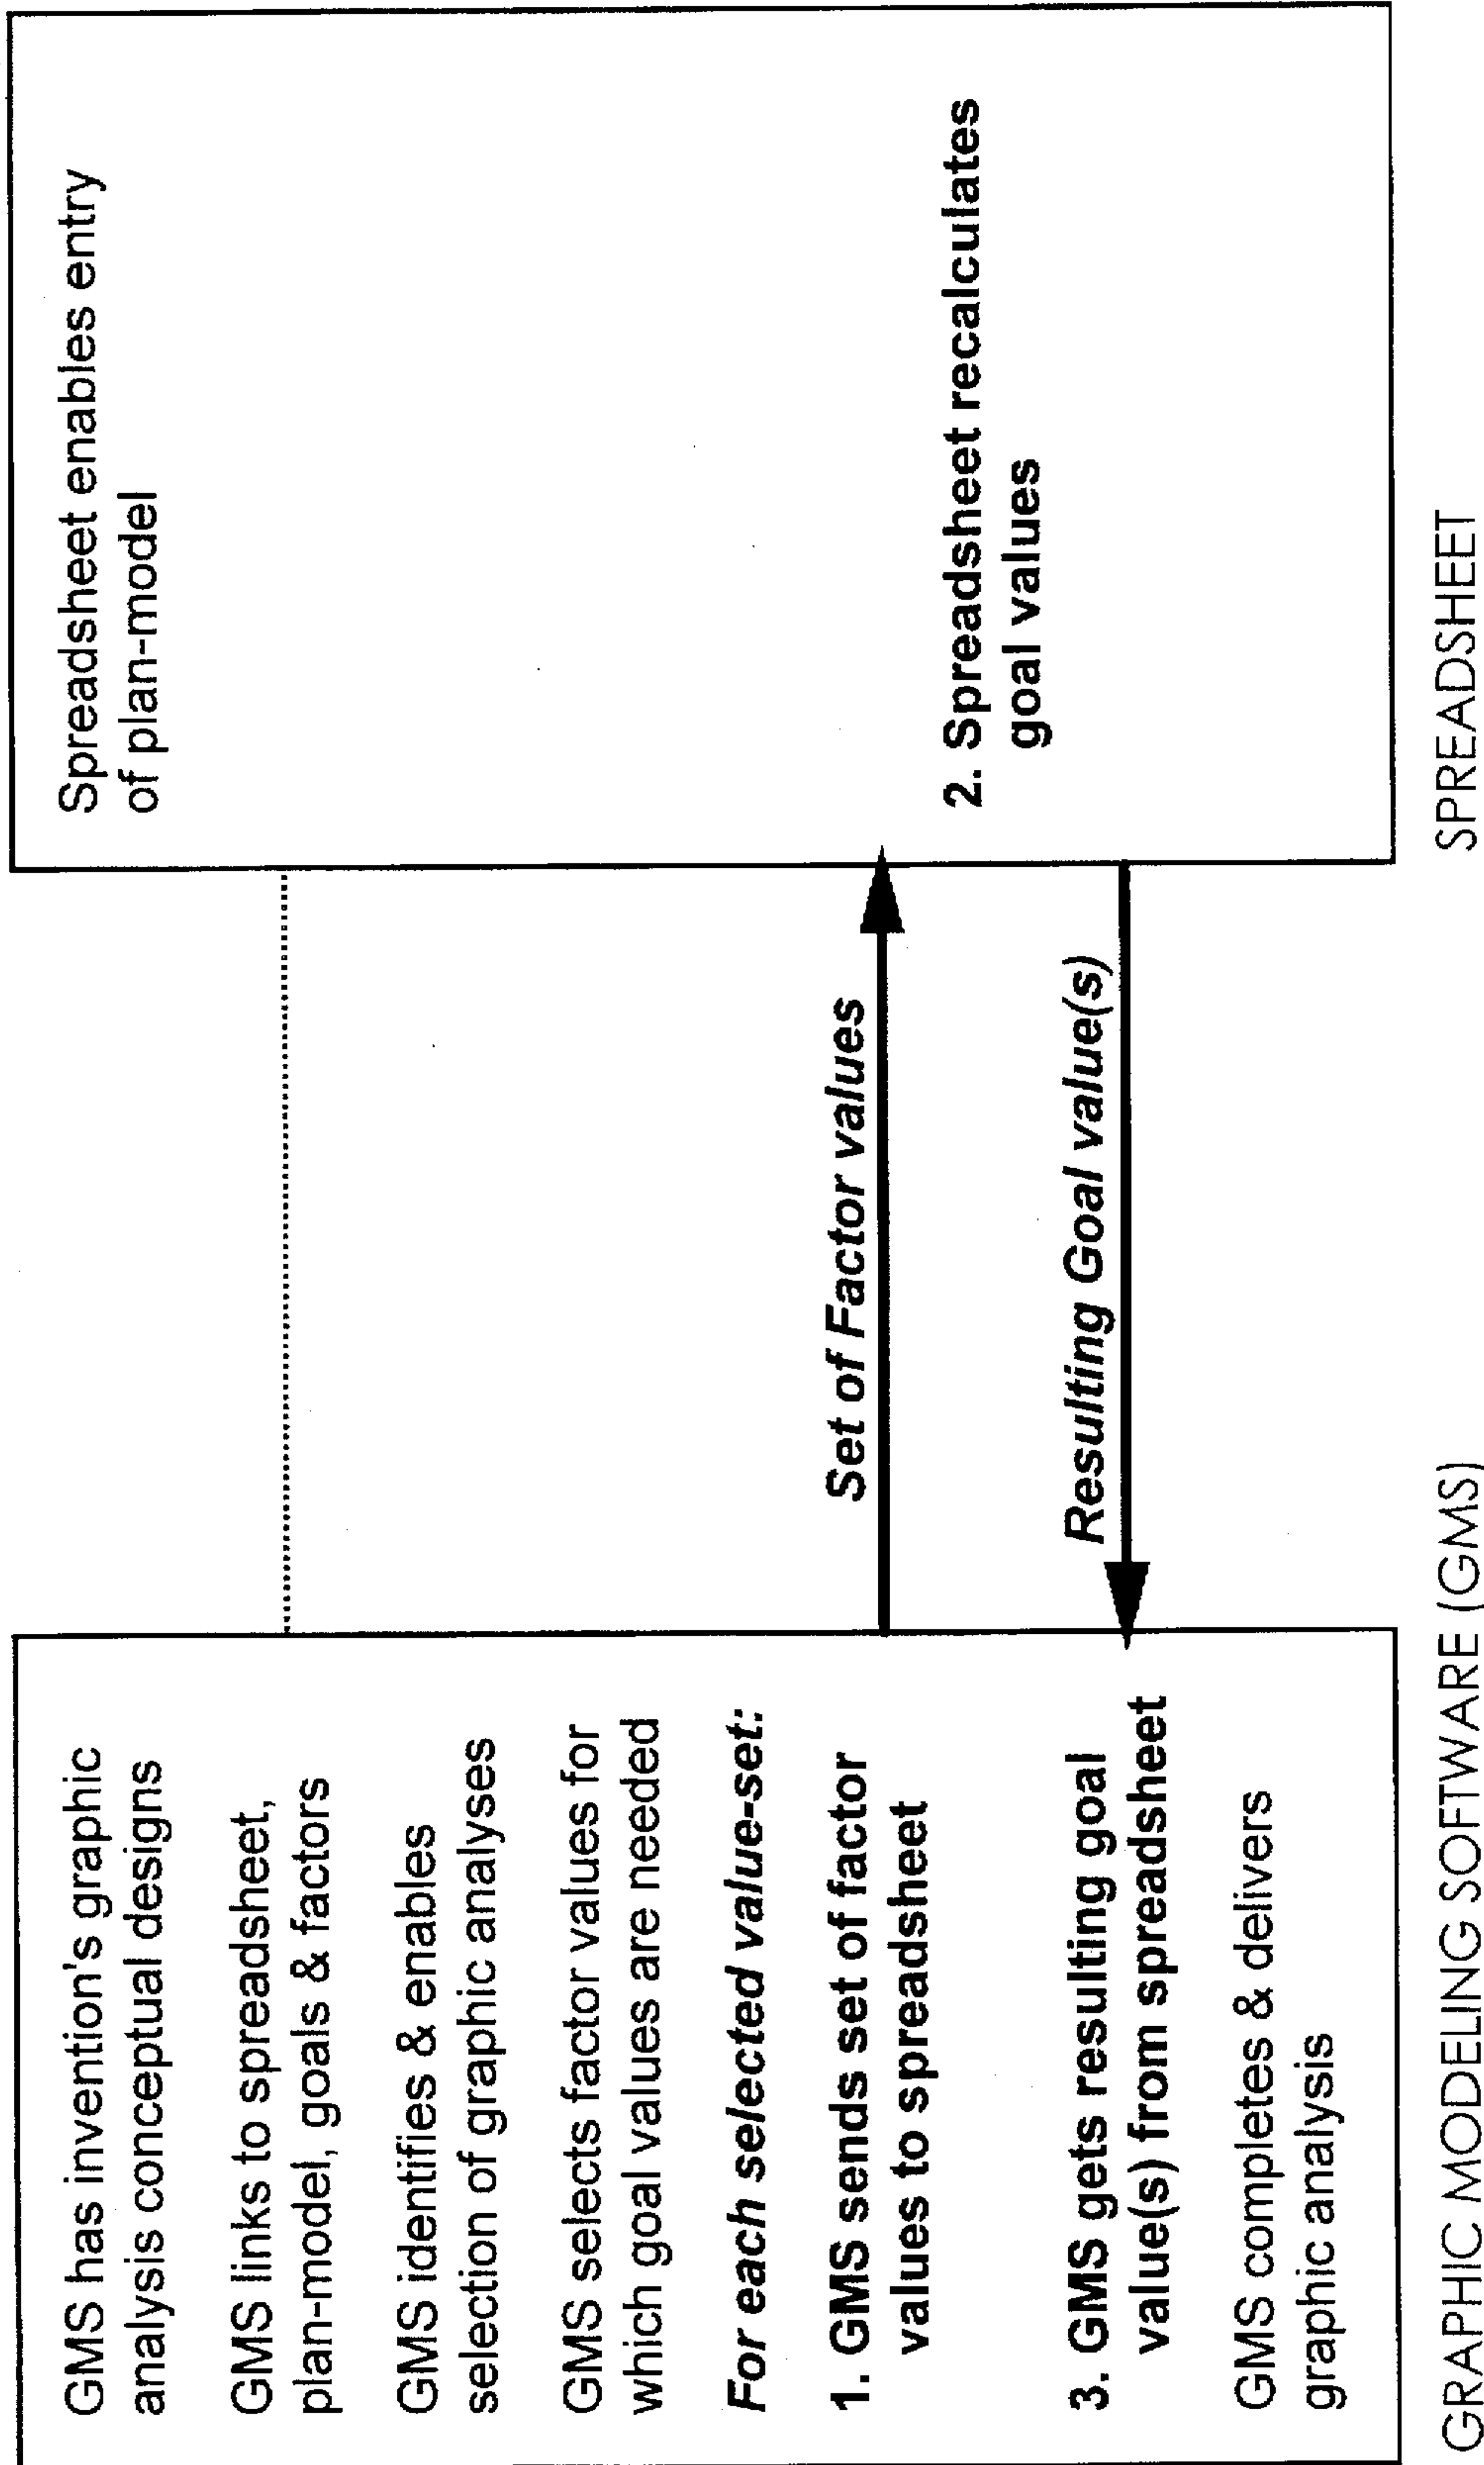 GMS has invention's graphic
analysis conceptual designs
GMS links to spreadsheet,
plan-model, goals & factors
GMS identifies & enables
selection of graphic analyses
GMS selects factor values for
which goal values are needed
For each selected value-set:
1. GMS sends set of factor
values to spreadsheet
3. GMS gets resulting goal
value(s) from spreadsheet
GMS completes & delivers
graphic analysis
GRAPHIC MODELING SOFTWARE (GMS)
Set of Factor values
Resulting Goal value(s)
Spreadsheet enables entry
of plan-model
2. Spreadsheet recalculates
goal values
SPREADSHEET